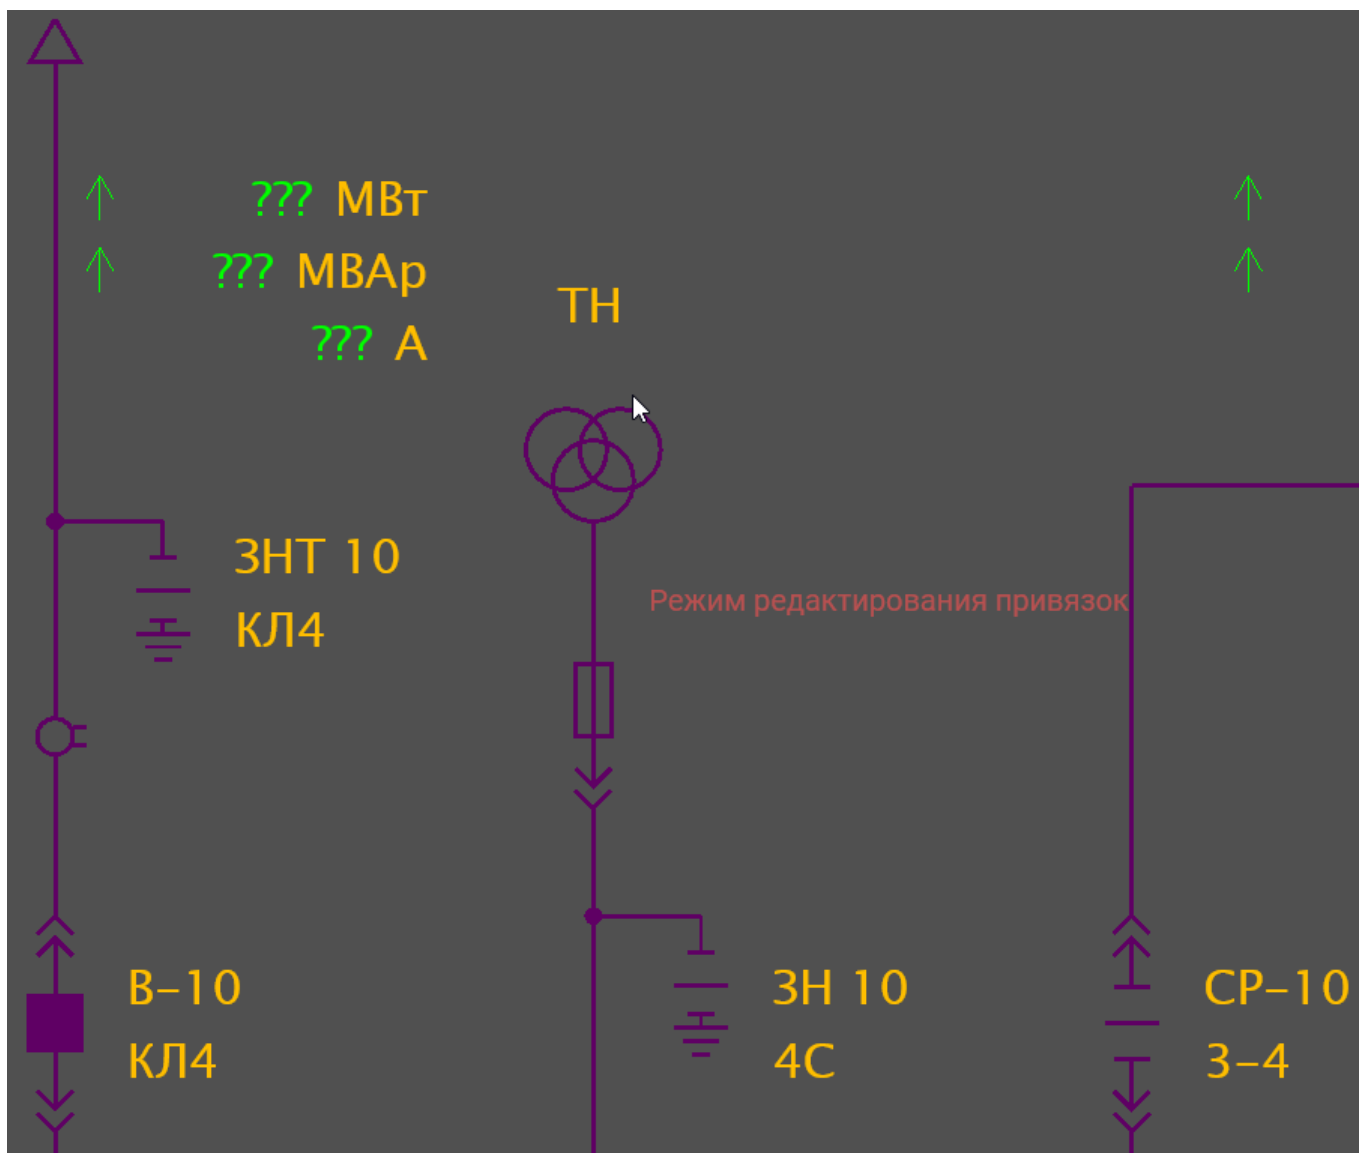 ??? МВт
??? МВАр
??? А
ТН
ЗНТ 10
КЛ4
Режим редактирования привязок
В-10
КЛ4
ЗН 10
4С
СР-10
3-4